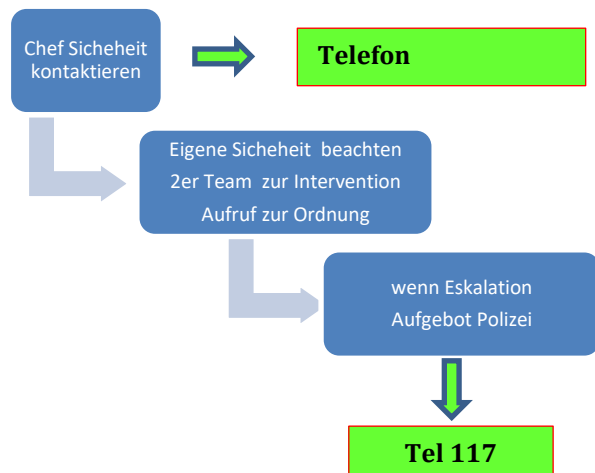 Chef Sicheheit
kontaktieren
Telefon
Eigene Sicheheit beachten
2er Team zur Intervention
Aufruf zur Ordnung
wenn Eskalation
Aufgebot Polizei
Tel 117